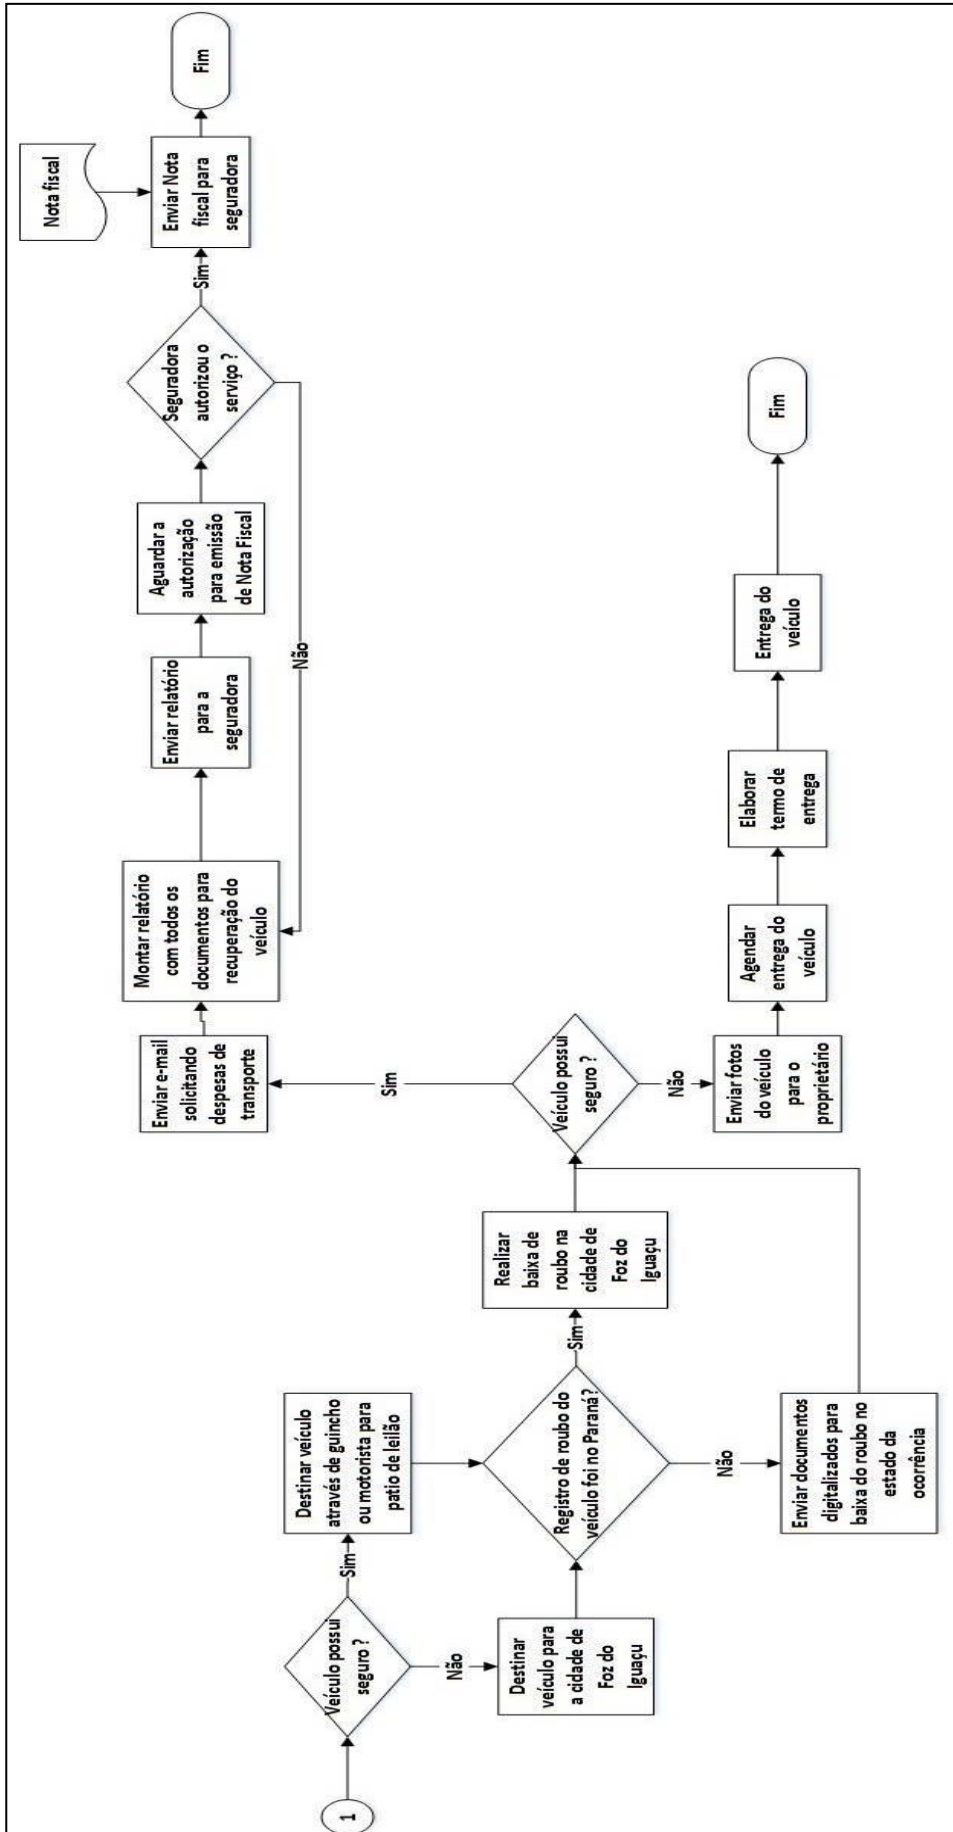 1
Veículo possui
seguro ?
Sim
Destinar veículo
através de guincho
ou motorista para
patio de leilão
Não
Destinar
veículo para
a cidade de
Foz do
Iguaçu
Registro de roubo do
veículo foi no Paraná?
Sim
Realizar
baixa de
roubo na
cidade de
Foz do
Iguaçu
Não
Enviar documentos
digitalizados para
baixa do roubo no
estado da
ocorrência
Veículo possui
seguro ?
Sim
Enviar e-mail
solicitando
despesas de
transporte
Montar relatório
com todos os
documentos para
recuperação do
veículo
Enviar relatório
para a
seguradora
Aguardar a
autorização
para emissão
de Nota Fiscal
Seguradora
autorizou o
serviço ?
Não
Sim
Nota fiscal
Enviar Nota
fiscal para
seguradora
Fim
Não
Enviar fotos
do veículo
para o
proprietário
Agendar
entrega do
veículo
Elaborar
termo de
entrega
Entrega do
veículo
Fim